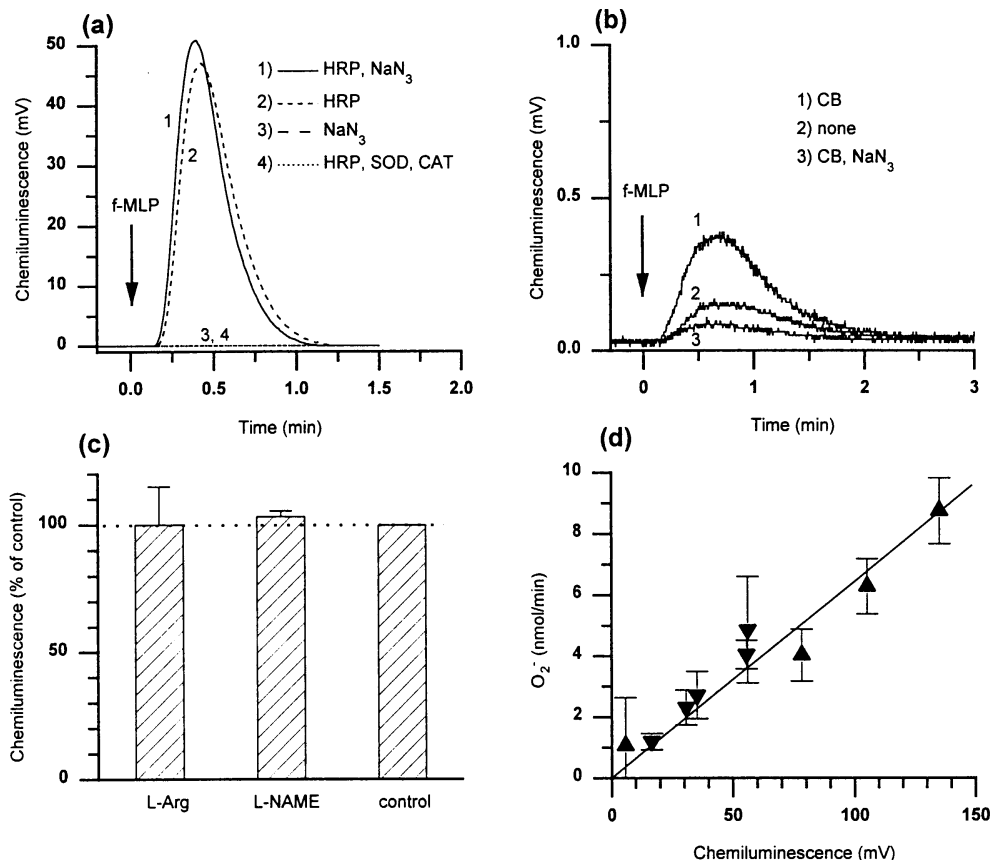 (a)
Chemiluminescence (mV)
50
40
30
20
10
0
1) HRP, NaN₃
2) HRP
3) NaN₃
4) HRP, SOD, CAT
1
2
f-MLP
3, 4
0.0
0.5
1.0
1.5
2.0
Time (min)
(b)
Chemiluminescence (mV)
1.0
0.5
0.0
1) CB
2) none
3) CB, NaN₃
f-MLP
1
2
3
0
1
2
3
Time (min)
(c)
Chemiluminescence (% of control)
100
50
0
L-Arg
L-NAME
control
(d)
O₂⁻ (nmol/min)
10
8
6
4
2
0
0
50
100
150
Chemiluminescence (mV)